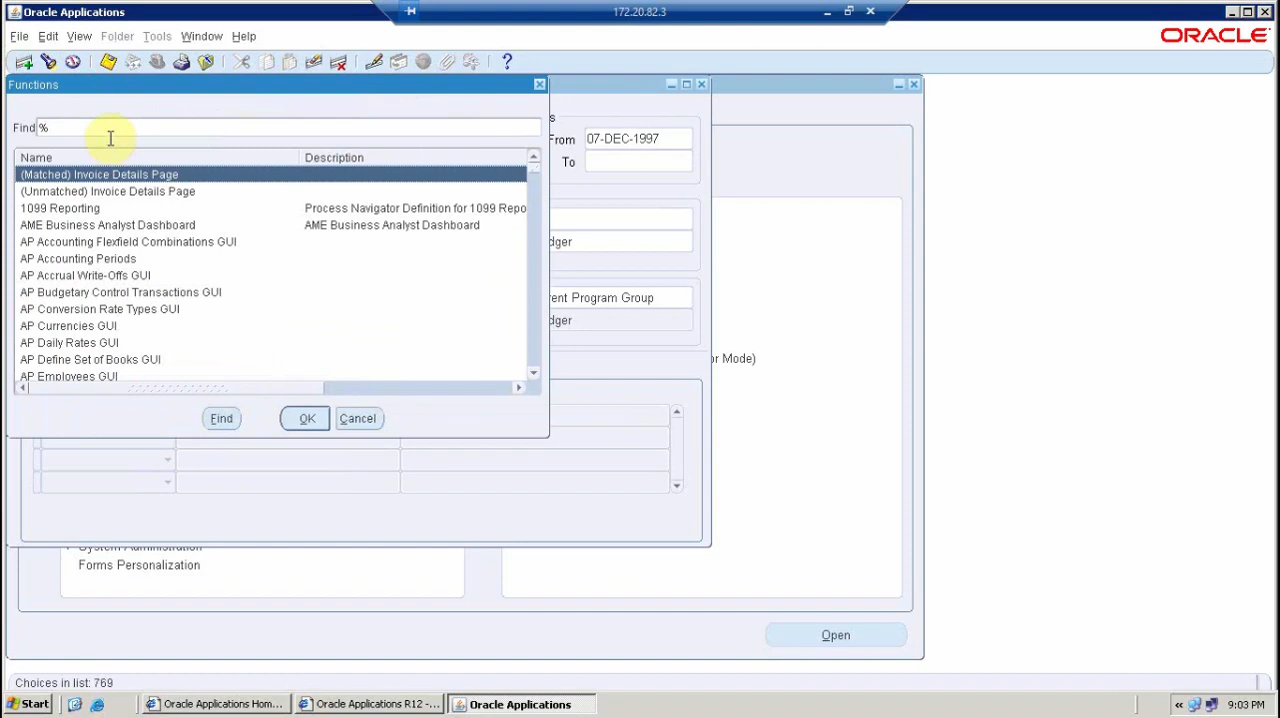 Oracle Applications
172.20.82.3
File Edit View Folder Tools Window Help
ORACLE
Functions
Find %
Name Description
(Matched) Invoice Details Page
(Unmatched) Invoice Details Page
1099 Reporting Process Navigator Definition for 1099 Repo
AME Business Analyst Dashboard AME Business Analyst Dashboard
AP Accounting Flexfield Combinations GUI
AP Accounting Periods
AP Accrual Write-Offs GUI
AP Budgetary Control Transactions GUI
AP Conversion Rate Types GUI
AP Currencies GUI
AP Daily Rates GUI
AP Define Set of Books GUI
AP Employees GUI
Find OK Cancel
s
From 07-DEC-1997
To
dger
rent Program Group
dger
or Mode)
System Administration
Forms Personalization
Open
Choices in list: 769
Start Oracle Applications Hom... Oracle Applications R12 -... Oracle Applications « 9:03 PM